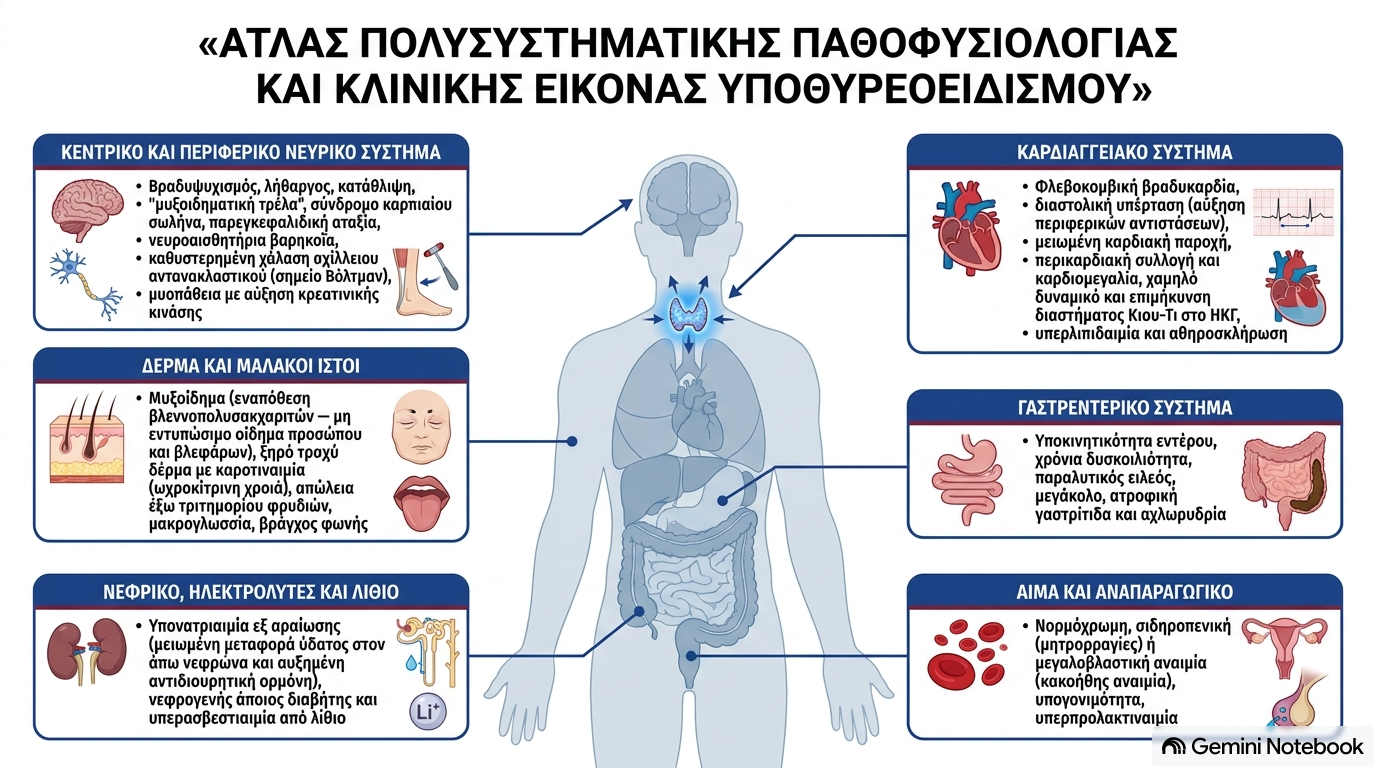 «ΑΤΛΑΣ ΠΟΛΥΣΥΣΤΗΜΑΤΙΚΗΣ ΠΑΘΟΦΥΣΙΟΛΟΓΙΑΣ
ΚΑΙ ΚΛΙΝΙΚΗΣ ΕΙΚΟΝΑΣ ΥΠΟΘΥΡΕΟΕΙΔΙΣΜΟΥ»
ΚΕΝΤΡΙΚΟ ΚΑΙ ΠΕΡΙΦΕΡΙΚΟ ΝΕΥΡΙΚΟ ΣΥΣΤΗΜΑ
• Βραδυψυχισμός, λήθαργος, κατάθλιψη,
• "μυξοιδηματική τρέλα", σύνδρομο καρπιαίου
σωλήνα, παρεγκεφαλιδική αταξία,
• νευροαισθητήρια βαρηκοΐα,
• καθυστερημένη χάλαση αχίλλειου
αντανακλαστικού (σημείο Βόλτμαν),
• μυοπάθεια με αύξηση κρεατινικής
κινάσης
ΔΕΡΜΑ ΚΑΙ ΜΑΛΑΚΟΙ ΙΣΤΟΙ
• Μυξοίδημα (εναπόθεση
βλεννοπολυσακχαριτών — μη
εντυπώσιμο οίδημα προσώπου
και βλεφάρων), ξηρό τραχύ
δέρμα με καροτιναιμία
(ωχροκίτρινη χροιά), απώλεια
έξω τριτημορίου φρυδιών,
μακρογλωσσία, βράγχος φωνής
ΝΕΦΡΙΚΟ, ΗΛΕΚΤΡΟΛΥΤΕΣ ΚΑΙ ΛΙΘΙΟ
• Υπονατριαιμία εξ αραίωσης
(μειωμένη μεταφορά ύδατος στον
άπω νεφρώνα και αυξημένη
αντιδιουρητική ορμόνη),
νεφρογενής άποιος διαβήτης και
υπερασβεστιαιμία από λίθιο
Li+
ΚΑΡΔΙΑΓΓΕΙΑΚΟ ΣΥΣΤΗΜΑ
• Φλεβοκομβική βραδυκαρδία,
• διαστολική υπέρταση (αύξηση
περιφερικών αντιστάσεων),
• μειωμένη καρδιακή παροχή,
• περικαρδιακή συλλογή και
καρδιομεγαλία, χαμηλό
δυναμικό και επιμήκυνση
διαστήματος Κιου-Τι στο ΗΚΓ,
• υπερλιπιδαιμία και αθηροσκλήρωση
ΓΑΣΤΡΕΝΤΕΡΙΚΟ ΣΥΣΤΗΜΑ
• Υποκινητικότητα εντέρου,
χρόνια δυσκοιλιότητα,
παραλυτικός ειλεός,
μεγάκολο, ατροφική
γαστρίτιδα και αχλωρυδρία
ΑΙΜΑ ΚΑΙ ΑΝΑΠΑΡΑΓΩΓΙΚΟ
• Νορμόχρωμη, σιδηροπενική
(μητρορραγίες) ή
μεγαλοβλαστική αναιμία
(κακοήθης αναιμία),
υπογονιμότητα,
υπερπρολακτιναιμία
Gemini Notebook